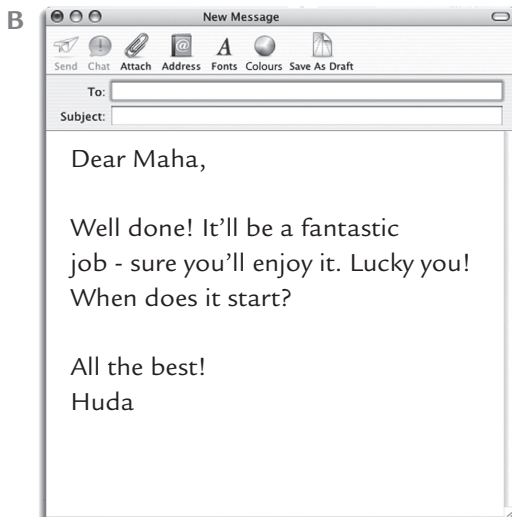 B
New Message
Send Chat Attach Address Fonts Colours Save As Draft
To:
Subject:
Dear Maha,
Well done! It’ll be a fantastic
job - sure you’ll enjoy it. Lucky you!
When does it start?
All the best!
Huda